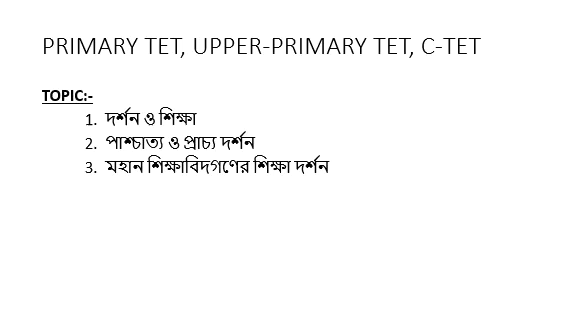 PRIMARY TET, UPPER-PRIMARY TET, C-TET
TOPIC:-
1. দর্শন ও শিক্ষা
2. পাশ্চাত্য ও প্রাচ্য দর্শন
3. মহান শিক্ষাবিদগণের শিক্ষা দর্শন